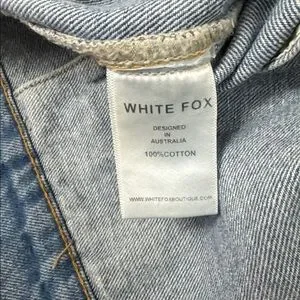 WHITE FOX
DESIGNED
IN
AUSTRALIA
100%COTTON
WWW.WHITEFOXBOUTIQUE.COM